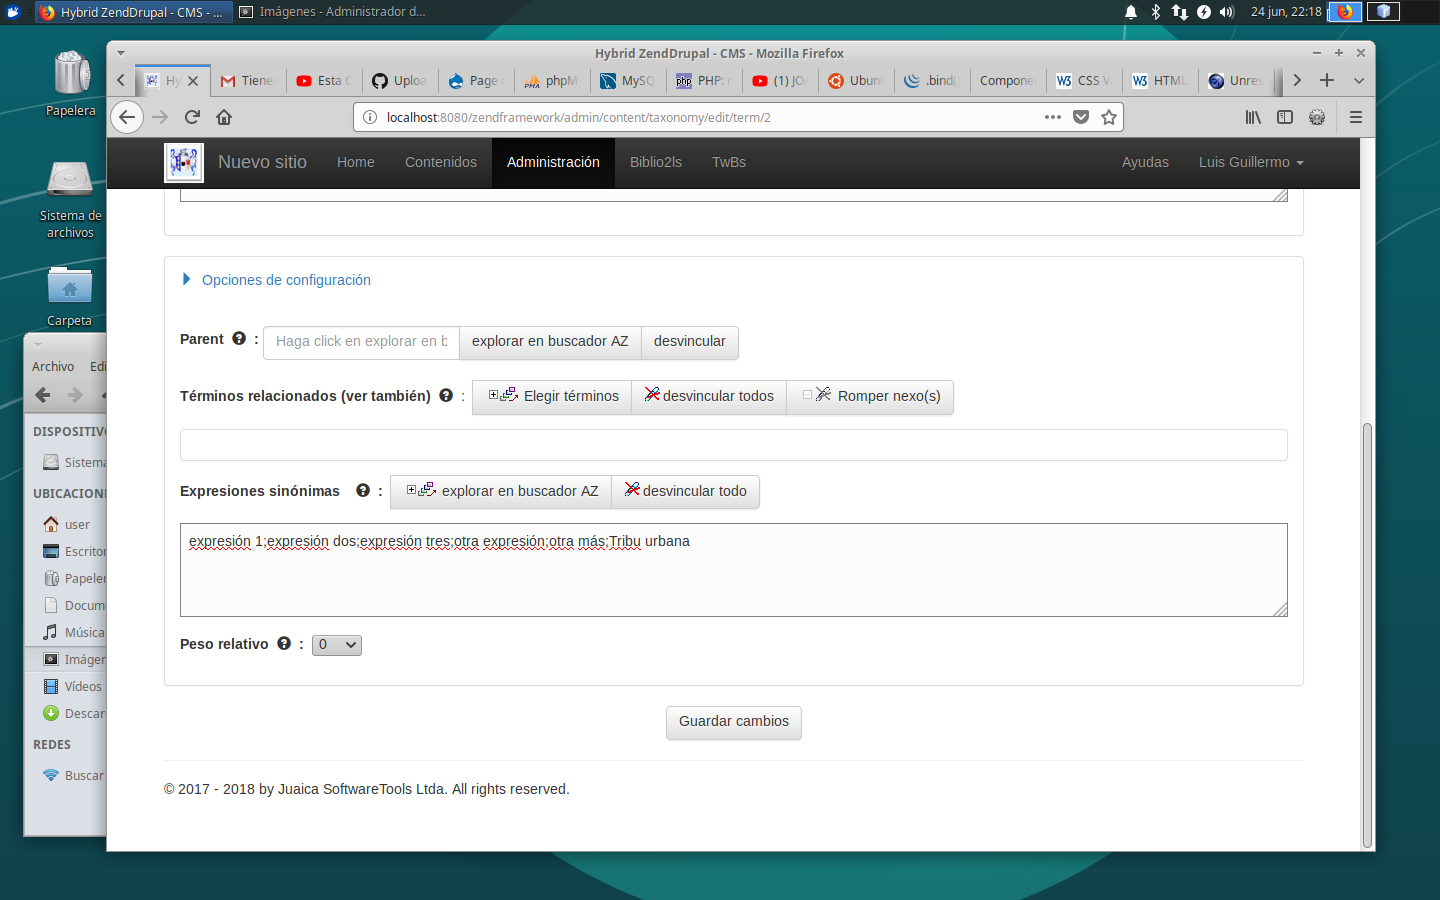 Hybrid ZendDrupal - CMS - ...
Imágenes - Administrador d...
24 jun, 22:18
Papelera
Sistema de
archivos
Carpeta
Hybrid ZendDrupal - CMS - Mozilla Firefox
Hy
Tiene
Esta C
Uploa
Page
phpM
MySQ
PHP: r
(1) JO
Ubunt
.bind(
Compone
CSS V
HTML
Unres
localhost:8080/zendframework/admin/content/taxonomy/edit/term/2
Nuevo sitio
Home
Contenidos
Administración
Biblio2ls
TwBs
Ayudas
Luis Guillermo
Opciones de configuración
Parent : Haga click en explorar en b explorar en buscador AZ desvincular
Términos relacionados (ver también) : Elegir términos desvincular todos Romper nexo(s)
Expresiones sinónimas : explorar en buscador AZ desvincular todo
expresión 1;expresión dos;expresión tres;otra expresión;otra más;Tribu urbana
Peso relativo : 0
Guardar cambios
© 2017 - 2018 by Juaica SoftwareTools Ltda. All rights reserved.
Archivo Edi
DISPOSITIVO
Sistema
UBICACION
user
Escritor
Papeler
Docum
Música
Imágen
Vídeos
Descar
REDES
Buscar